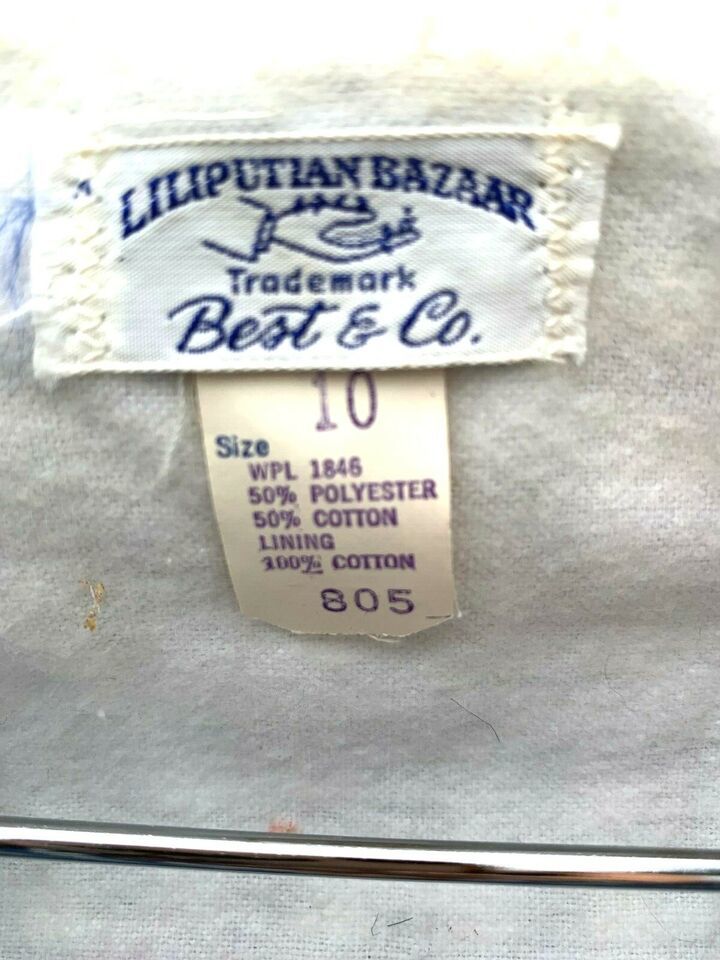 LILIPUTIAN BAZAAR
Trademark
Best & Co.
10
Size
WPL 1846
50% POLYESTER
50% COTTON
LINING
100% COTTON
805